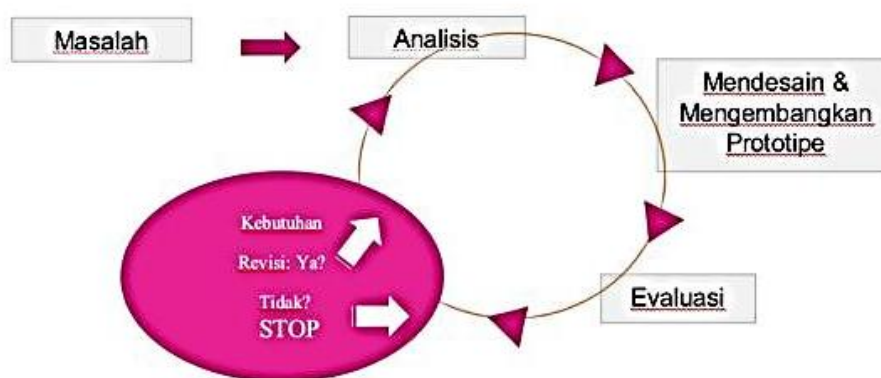 Masalah
Analisis
Mendesain &
Mengembangkan
Prototipe
Evaluasi
Kebutuhan
Revisi: Ya?
Tidak?
STOP